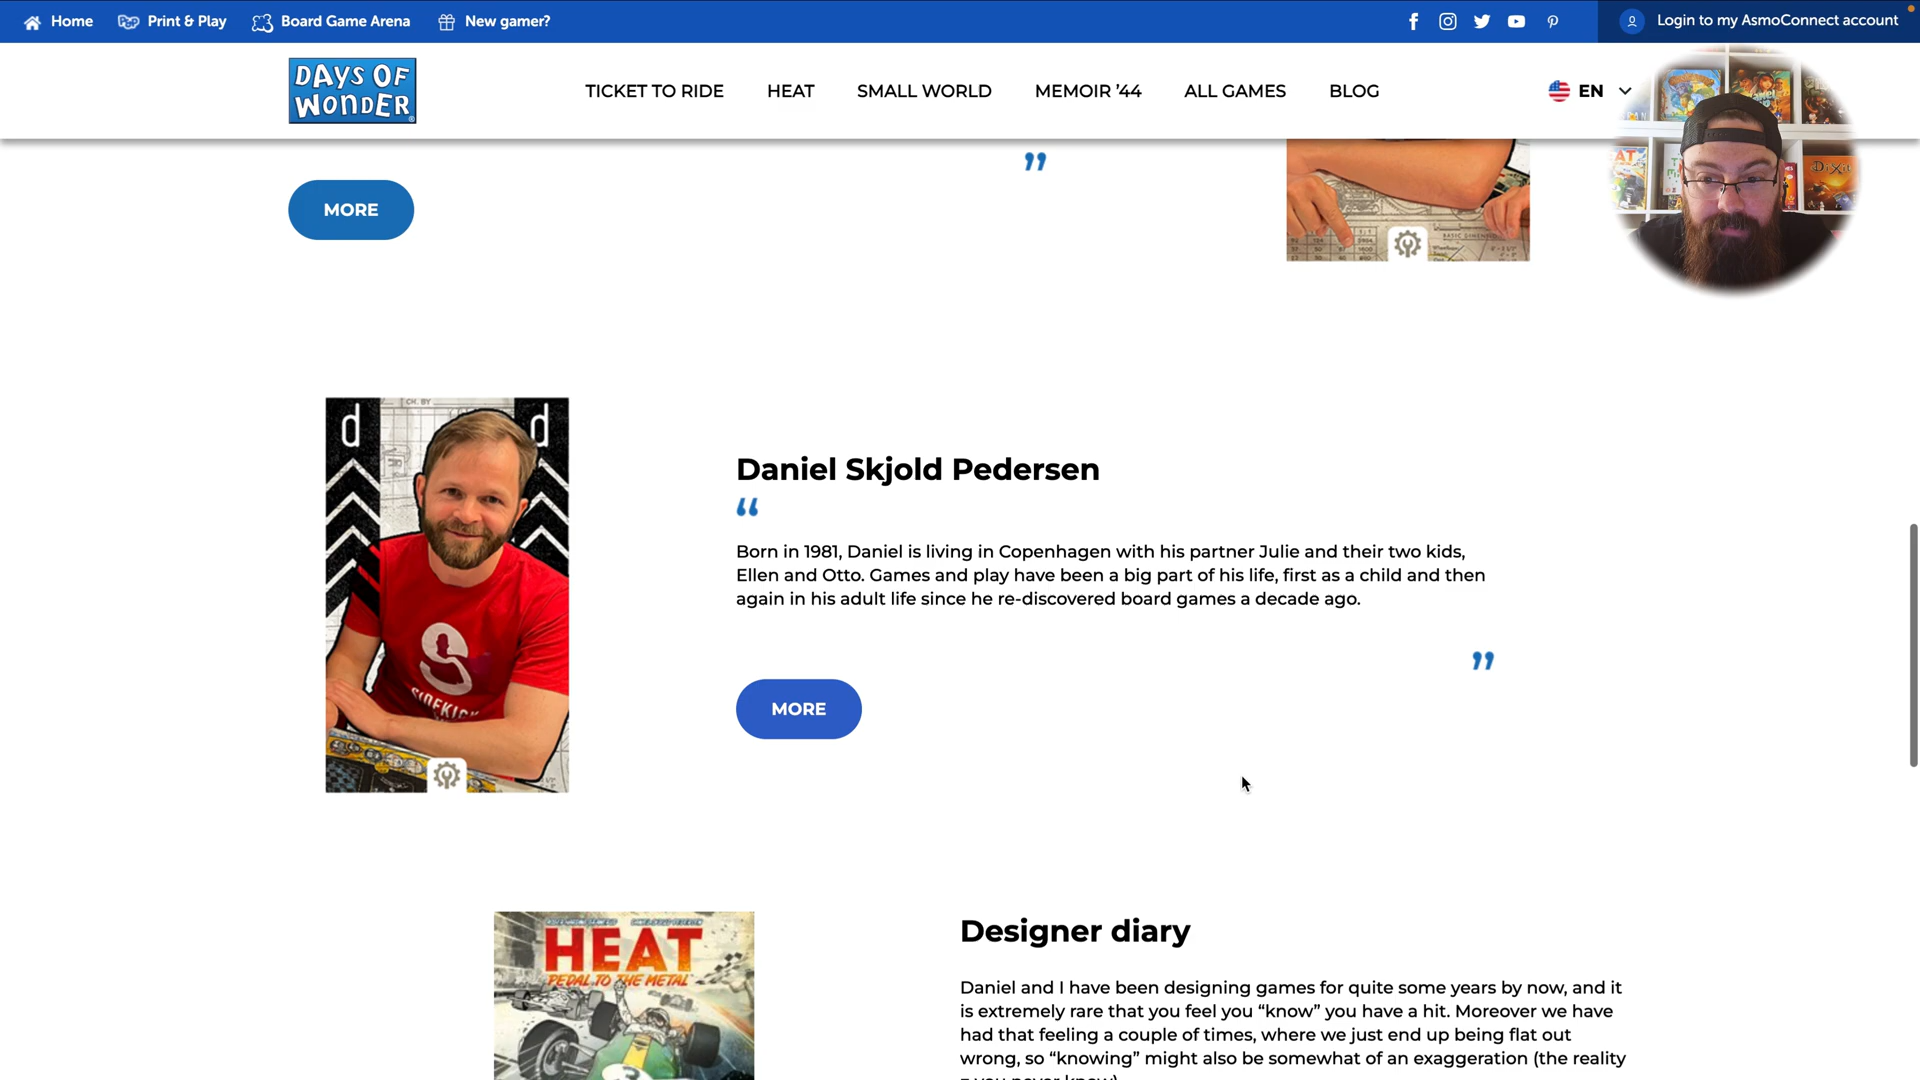 Home Print & Play Board Game Arena New gamer? Login to my AsmoConnect account
DAYS OF
WONDER
TICKET TO RIDE HEAT SMALL WORLD MEMOIR ’44 ALL GAMES BLOG EN
DIXIT
”
MORE
d d
CH. BY
Daniel Skjold Pedersen
“
Born in 1981, Daniel is living in Copenhagen with his partner Julie and their two kids,
Ellen and Otto. Games and play have been a big part of his life, first as a child and then
again in his adult life since he re-discovered board games a decade ago.
”
SIDEKICK
MORE
HEAT
PEDAL TO THE METAL
3
Designer diary
Daniel and I have been designing games for quite some years by now, and it
is extremely rare that you feel you “know” you have a hit. Moreover we have
had that feeling a couple of times, where we just end up being flat out
wrong, so “knowing” might also be somewhat of an exaggeration (the reality